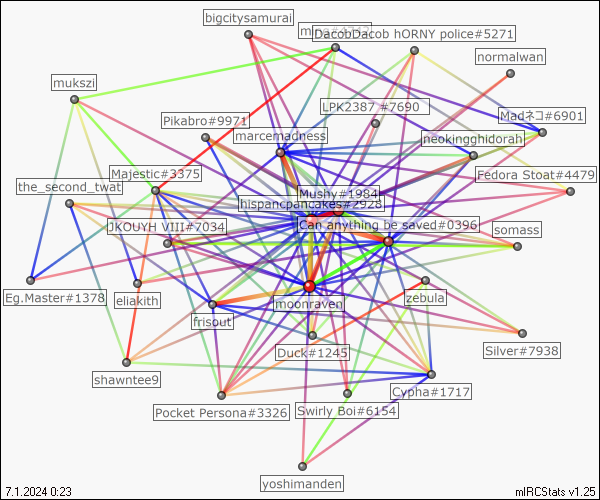 bigcitysamurai
DacobDacob hORNY police#5271
normalwan
mukszi
LPK2387 #7690
Madネコ#6901
Pikabro#9971
marcemadness
neokingghidorah
Majestic#3375
Fedora Stoat#4479
the_second_twat
Mushy#1984
hispancpancakes#2928
JKOUYH VIII#7034
Can anything be saved#0396
somass
Eg.Master#1378
eliakith
moonraven
zebula
frisout
Duck#1245
Silver#7938
shawntee9
Cypha#1717
Pocket Persona#3326
Swirly Boi#6154
yoshimanden
7.1.2024 0:23
mIRCStats v1.25